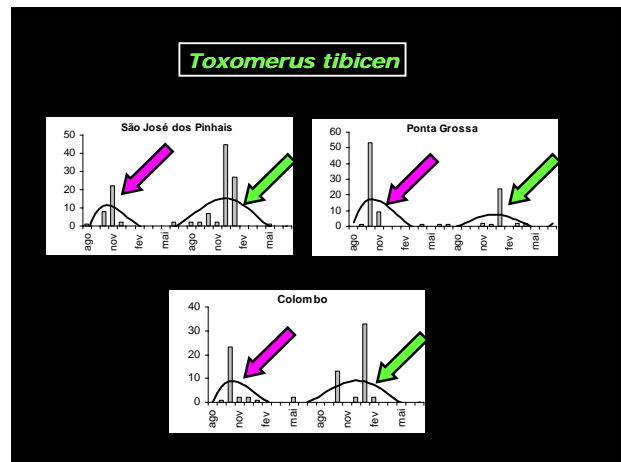 Toxomerus tibicen
São José dos Pinhais
50
40
30
20
10
0
ago
nov
fev
mai
ago
nov
fev
mai
Ponta Grossa
60
50
40
30
20
10
0
ago
nov
fev
mai
ago
nov
fev
mai
Colombo
40
30
20
10
0
ago
nov
fev
mai
ago
nov
fev
mai